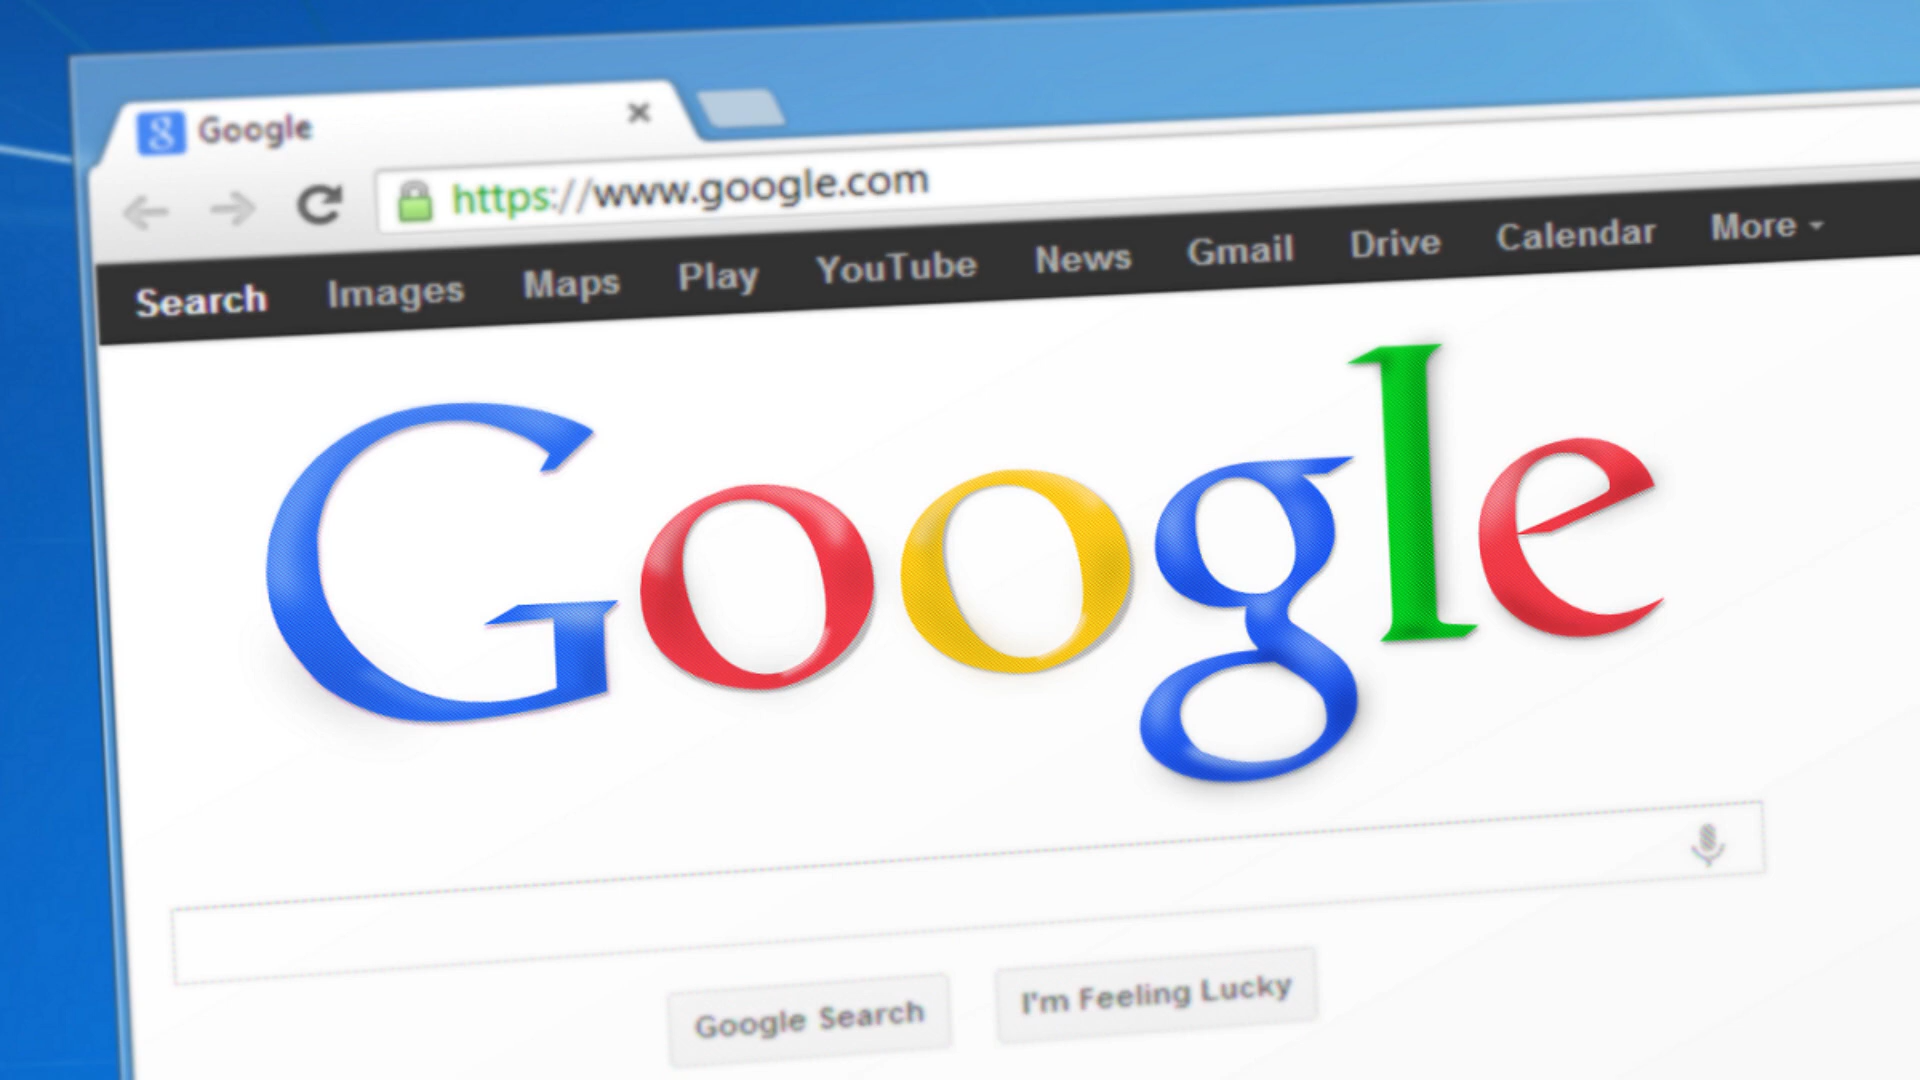 Google
https://www.google.com
Search Images Maps Play YouTube News Gmail Drive Calendar More
Google
Google Search I'm Feeling Lucky